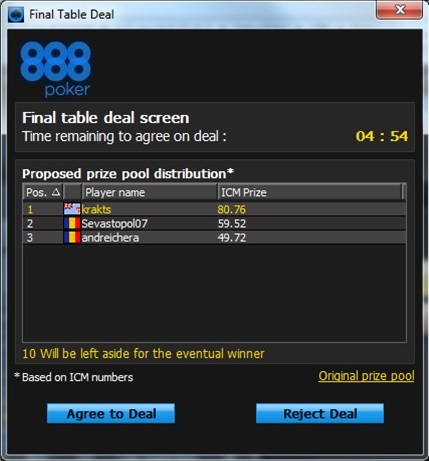 Final Table Deal
888
poker
Final table deal screen
Time remaining to agree on deal : 04 : 54
Proposed prize pool distribution*
Pos. Player name ICM Prize
1 krakts 80.76
2 Sevastopol07 59.52
3 andreichera 49.72
10 Will be left aside for the eventual winner
* Based on ICM numbers Original prize pool
Agree to Deal Reject Deal